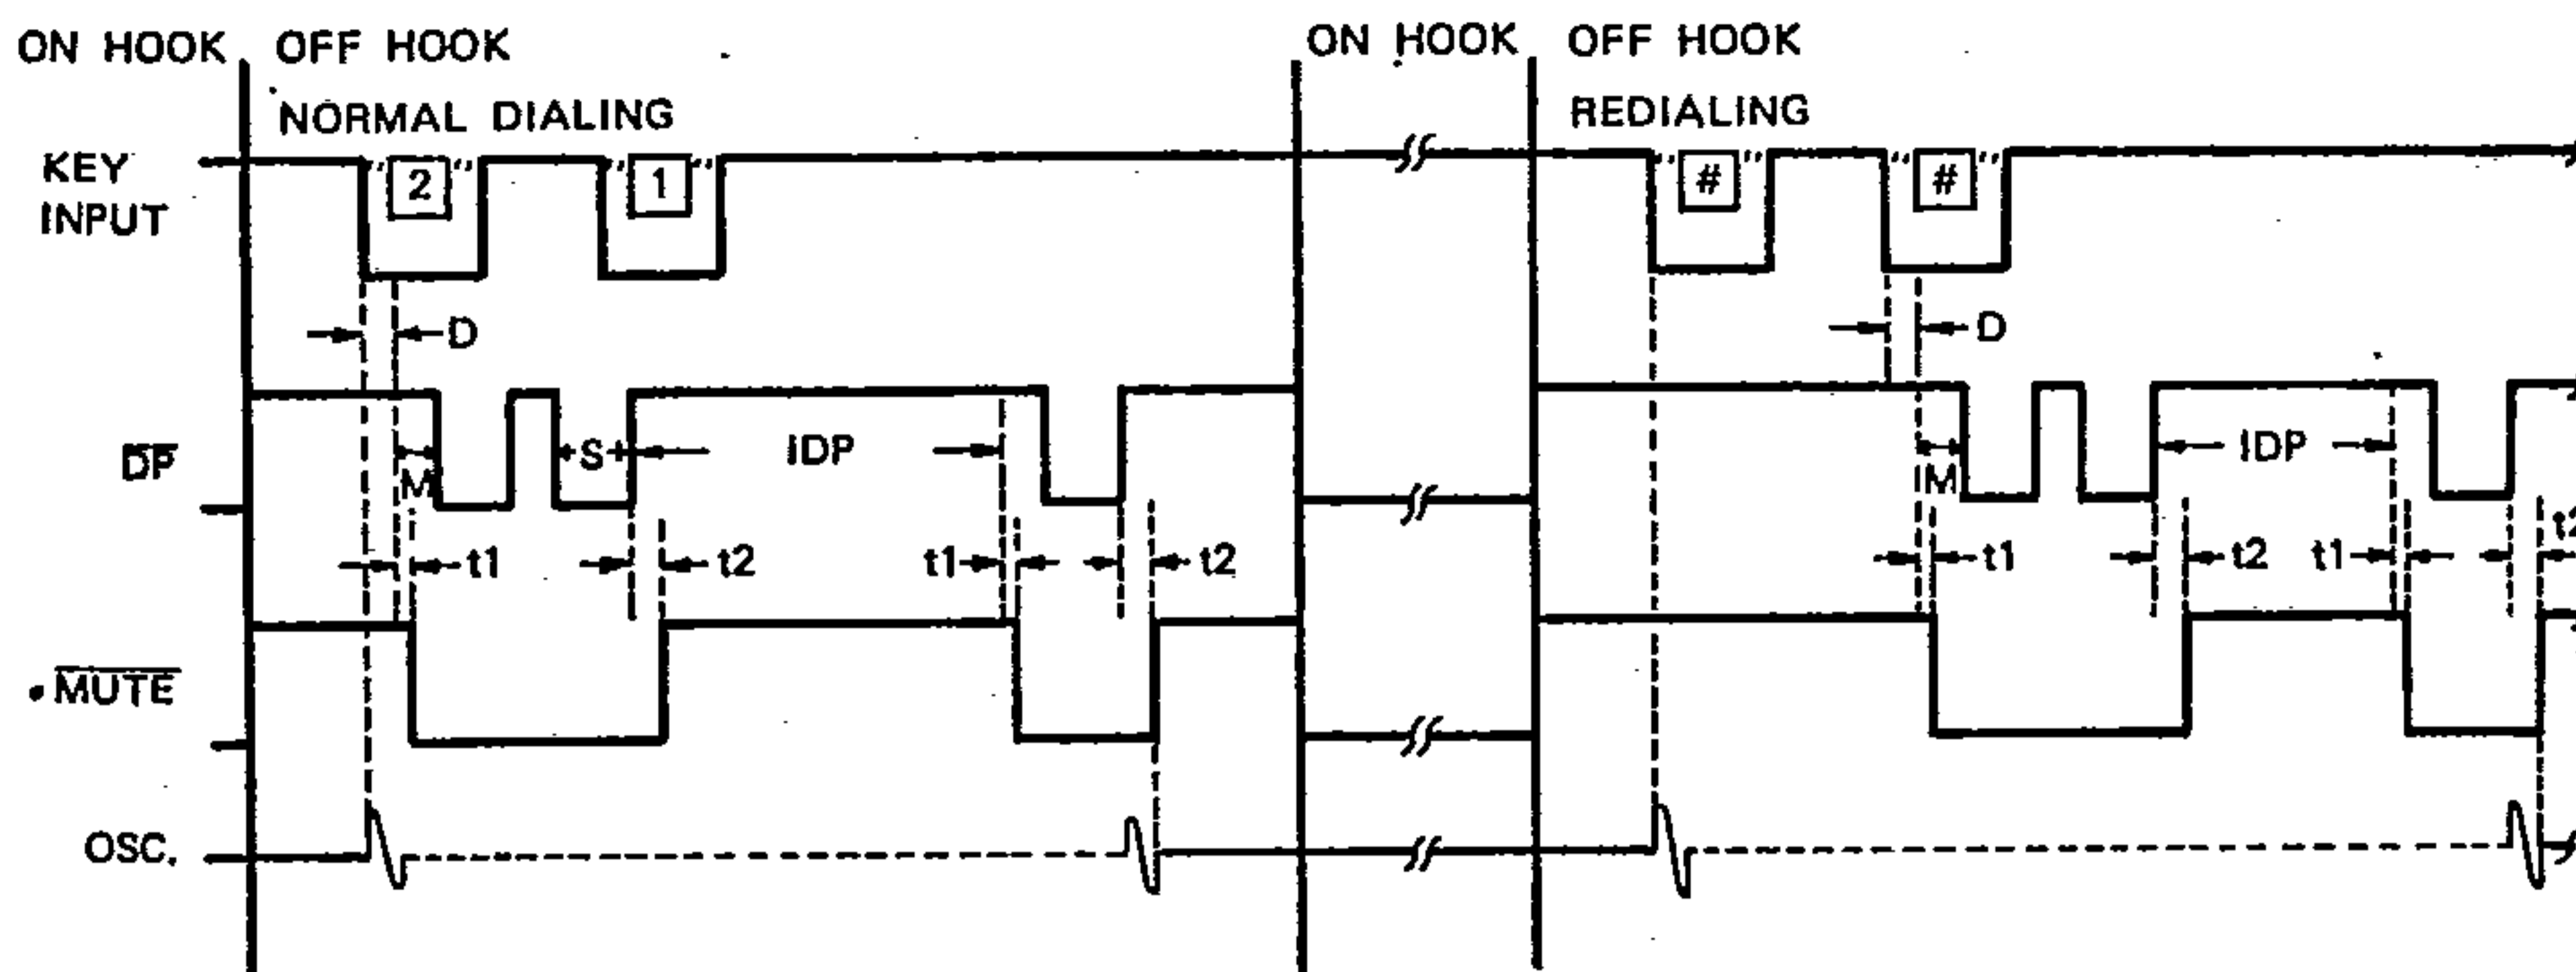 ON HOOK OFF HOOK ON HOOK OFF HOOK
NORMAL DIALING REDIALING
KEY INPUT
"2" "1" "#" "#"
D D
DP
M S IDP M IDP
t1 t2 t1 t2 t1 t2 t1 t2
MUTE
OSC.